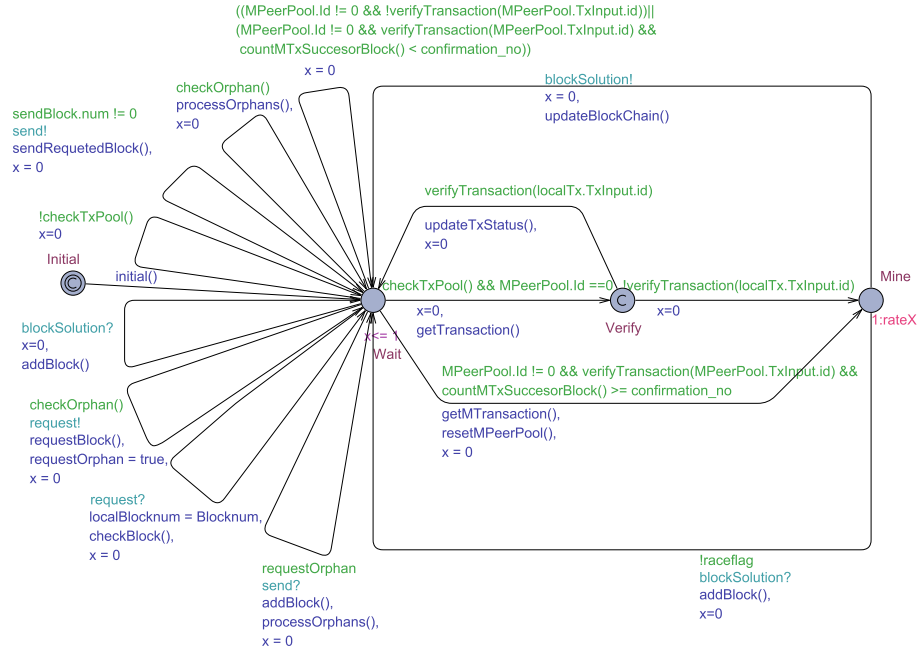 ((MPeerPool.Id != 0 && !verifyTransaction(MPeerPool.TxInput.id))||
(MPeerPool.Id != 0 && verifyTransaction(MPeerPool.TxInput.id) &&
countMTxSuccesorBlock() < confirmation_no))
x = 0
checkOrphan()
processOrphans(),
x=0
sendBlock.num != 0
send!
sendRequetedBlock(),
x = 0
!checkTxPool()
x=0
Initial
initial()
blockSolution!
x = 0,
updateBlockChain()
verifyTransaction(localTx.TxInput.id)
updateTxStatus(),
x=0
checkTxPool() && MPeerPool.Id ==0
!verifyTransaction(localTx.TxInput.id)
Mine
x=0,
getTransaction()
C
Verify
x=0
1:rateX
x<= 1
Wait
blockSolution?
x=0,
addBlock()
MPeerPool.Id != 0 && verifyTransaction(MPeerPool.TxInput.id) &&
countMTxSuccesorBlock() >= confirmation_no
getMTransaction(),
resetMPeerPool(),
x = 0
checkOrphan()
request!
requestBlock(),
requestOrphan = true,
x = 0
request?
localBlocknum = Blocknum,
checkBlock(),
x = 0
requestOrphan
send?
addBlock(),
processOrphans(),
x = 0
!raceflag
blockSolution?
addBlock(),
x=0